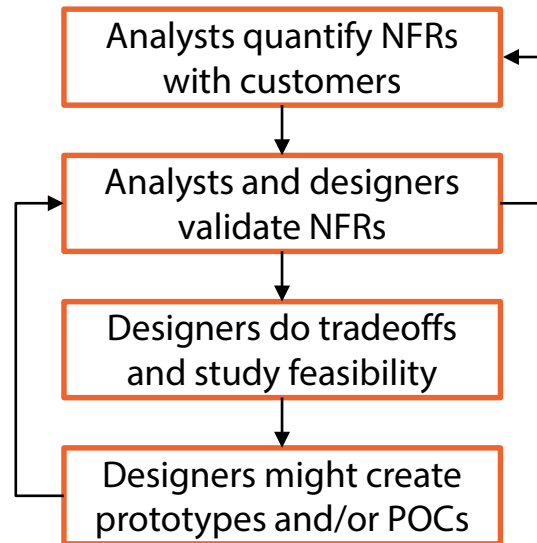 Analysts quantify NFRs
with customers
Analysts and designers
validate NFRs
Designers do tradeoffs
and study feasibility
Designers might create
prototypes and/or POCs